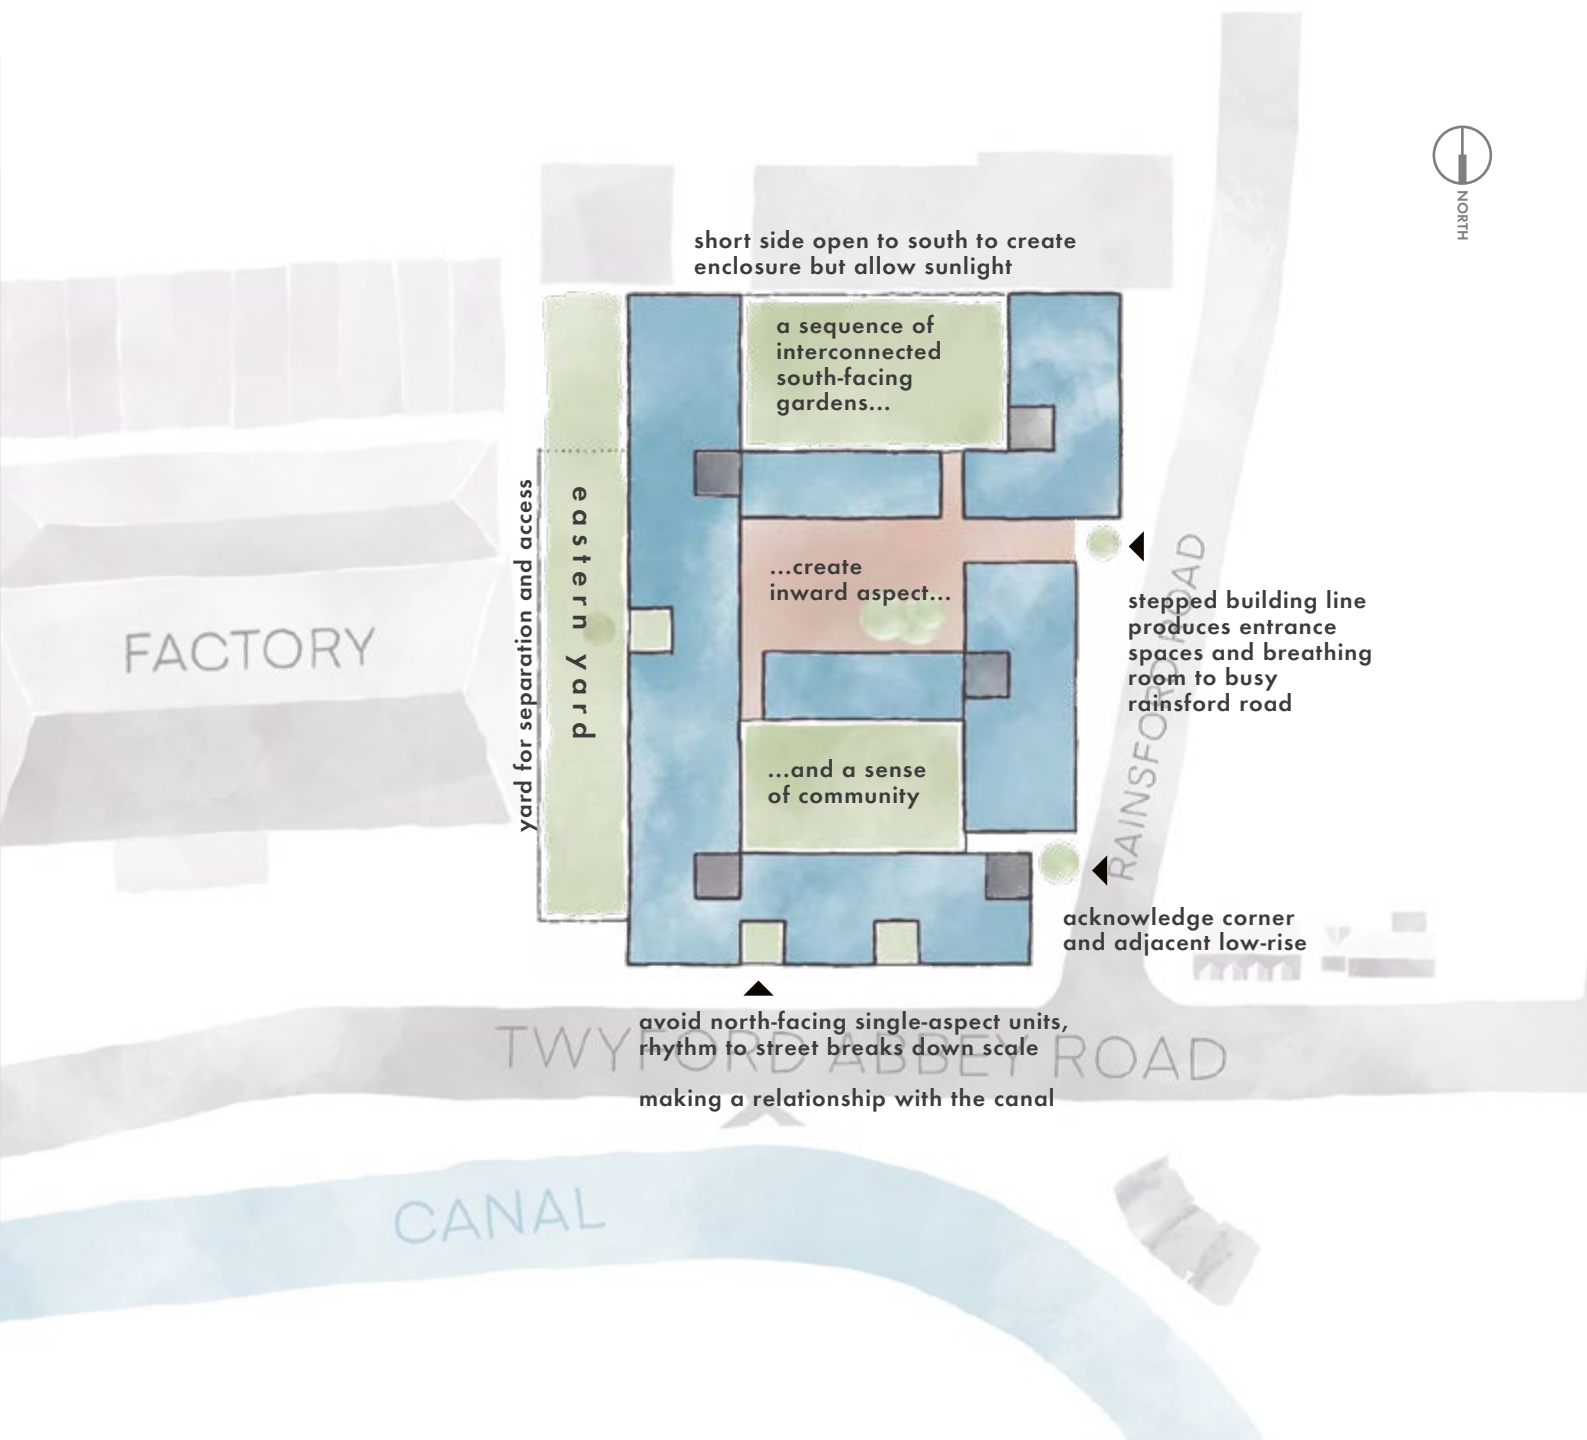 NORTH
short side open to south to create
enclosure but allow sunlight
a sequence of
interconnected
south-facing
gardens...
eastern yard
yard for separation and access
FACTORY
...create
inward aspect...
stepped building line
produces entrance
spaces and breathing
room to busy
rainsford road
RAINSFORD ROAD
...and a sense
of community
acknowledge corner
and adjacent low-rise
avoid north-facing single-aspect units,
rhythm to street breaks down scale
TWYFORD ABBEY ROAD
making a relationship with the canal
CANAL